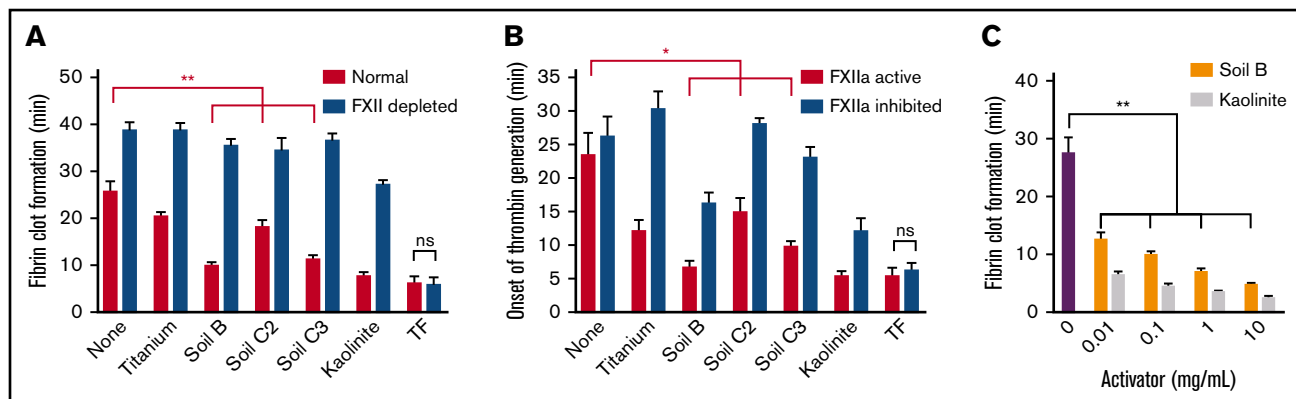 A
Fibrin clot formation (min)
50
40
30
20
10
0
**
Normal
FXII depleted
ns
None
Titanium
Soil B
Soil C2
Soil C3
Kaolinite
TF
B
Onset of thrombin generation (min)
35
30
25
20
15
10
5
0
*
FXIIa active
FXIIa inhibited
ns
None
Titanium
Soil B
Soil C2
Soil C3
Kaolinite
TF
C
Fibrin clot formation (min)
40
30
20
10
0
Soil B
Kaolinite
**
0
0.01
0.1
1
10
Activator (mg/mL)